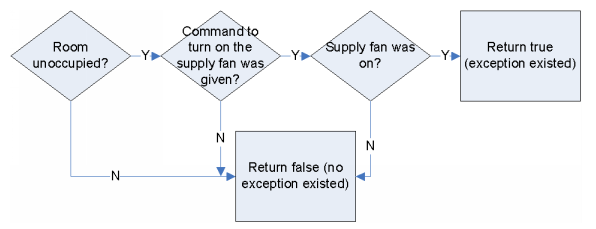 Room
unoccupied?
Y
Command to
turn on the
supply fan was
given?
Y
Supply fan was
on?
Y
Return true
(exception existed)
N
N
N
Return false (no
exception existed)